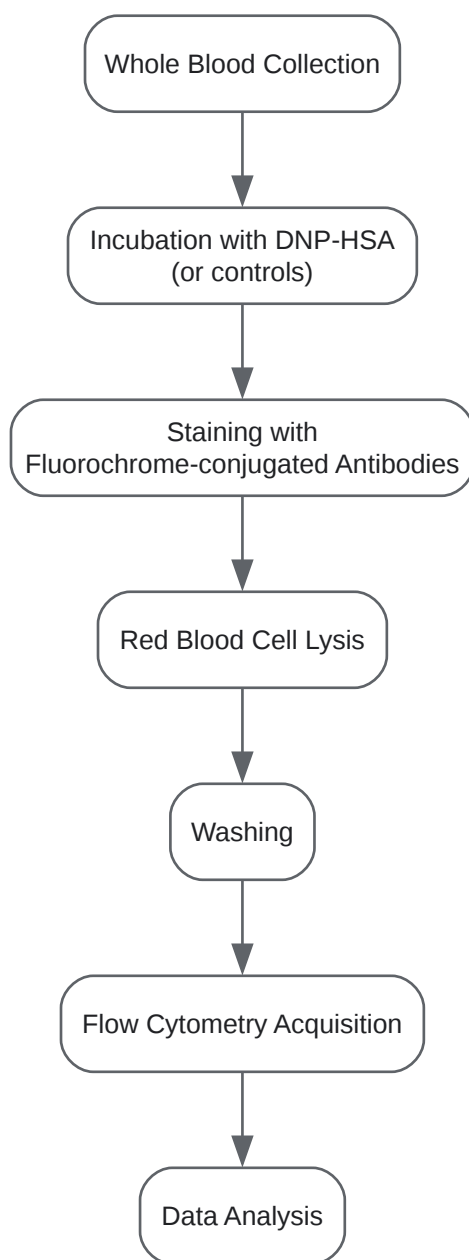 Whole Blood Collection
Incubation with DNP-HSA
(or controls)
Staining with
Fluorochrome-conjugated Antibodies
Red Blood Cell Lysis
Washing
Flow Cytometry Acquisition
Data Analysis